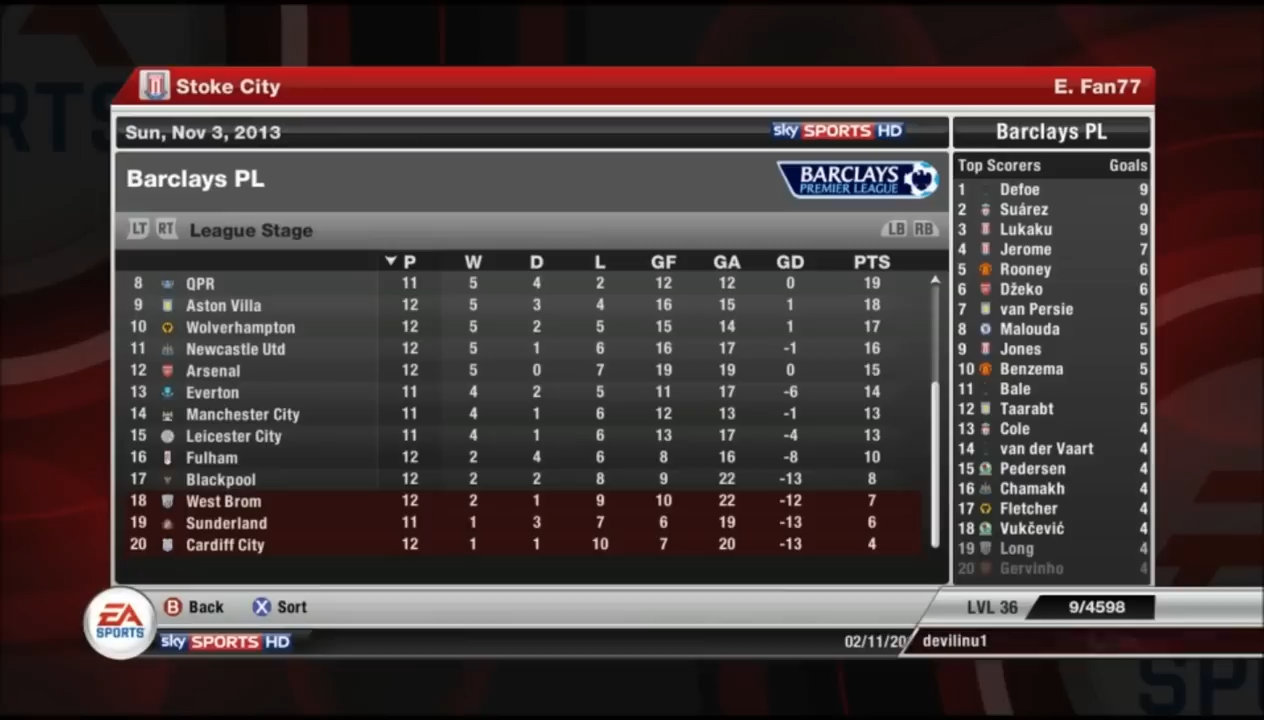 Stoke City E. Fan77
Sun, Nov 3, 2013 sky SPORTS HD Barclays PL
Barclays PL BARCLAYS PREMIER LEAGUE
LT RT League Stage LB RB
P W D L GF GA GD PTS
8 QPR 11 5 4 2 12 12 0 19
9 Aston Villa 12 5 3 4 16 15 1 18
10 Wolverhampton 12 5 2 5 15 14 1 17
11 Newcastle Utd 12 5 1 6 16 17 -1 16
12 Arsenal 12 5 0 7 19 19 0 15
13 Everton 11 4 2 5 11 17 -6 14
14 Manchester City 11 4 1 6 12 13 -1 13
15 Leicester City 11 4 1 6 13 17 -4 13
16 Fulham 12 2 4 6 8 16 -8 10
17 Blackpool 12 2 2 8 9 22 -13 8
18 West Brom 12 2 1 9 10 22 -12 7
19 Sunderland 11 1 3 7 6 19 -13 6
20 Cardiff City 12 1 1 10 7 20 -13 4
Top Scorers Goals
1 Defoe 9
2 Suárez 9
3 Lukaku 9
4 Jerome 7
5 Rooney 6
6 Džeko 6
7 van Persie 5
8 Malouda 5
9 Jones 5
10 Benzema 5
11 Bale 5
12 Taarabt 5
13 Cole 4
14 van der Vaart 4
15 Pedersen 4
16 Chamakh 4
17 Fletcher 4
18 Vukčević 4
19 Long 4
20 Gervinho 4
B Back X Sort LVL 36 9/4598
EA SPORTS sky SPORTS HD 02/11/20 devilinu1